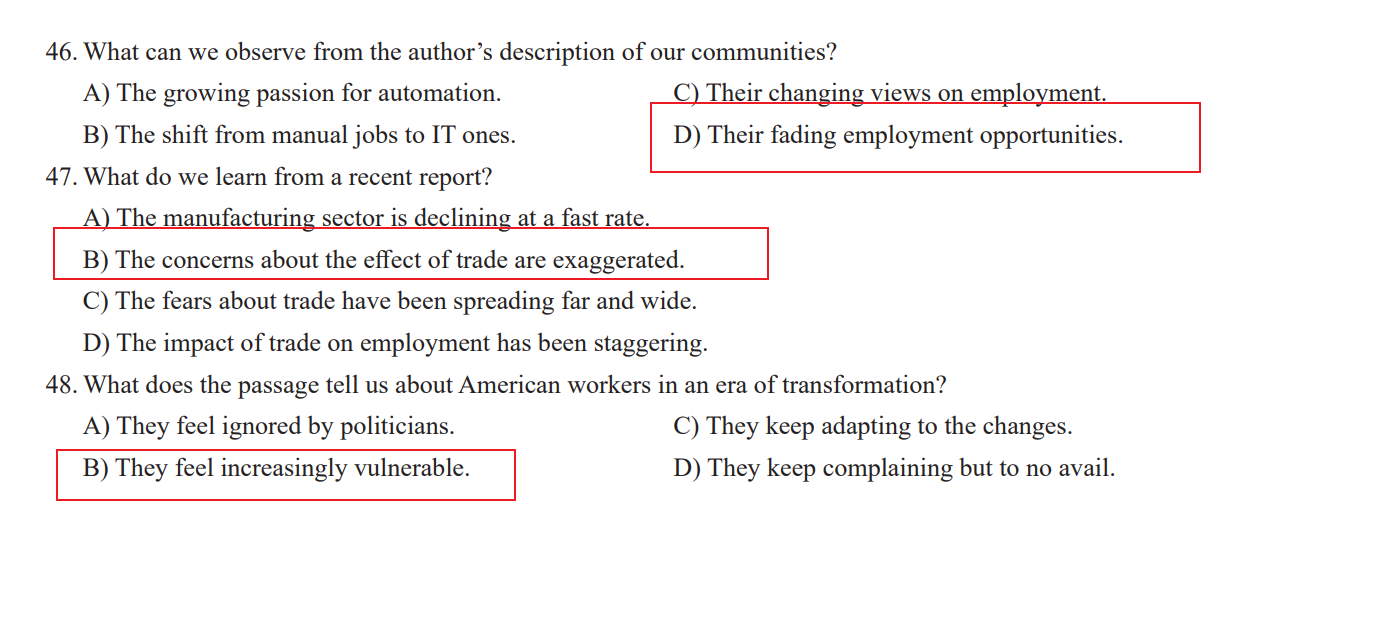 46. What can we observe from the author’s description of our communities?
A) The growing passion for automation. C) Their changing views on employment.
B) The shift from manual jobs to IT ones. D) Their fading employment opportunities.
47. What do we learn from a recent report?
A) The manufacturing sector is declining at a fast rate.
B) The concerns about the effect of trade are exaggerated.
C) The fears about trade have been spreading far and wide.
D) The impact of trade on employment has been staggering.
48. What does the passage tell us about American workers in an era of transformation?
A) They feel ignored by politicians. C) They keep adapting to the changes.
B) They feel increasingly vulnerable. D) They keep complaining but to no avail.